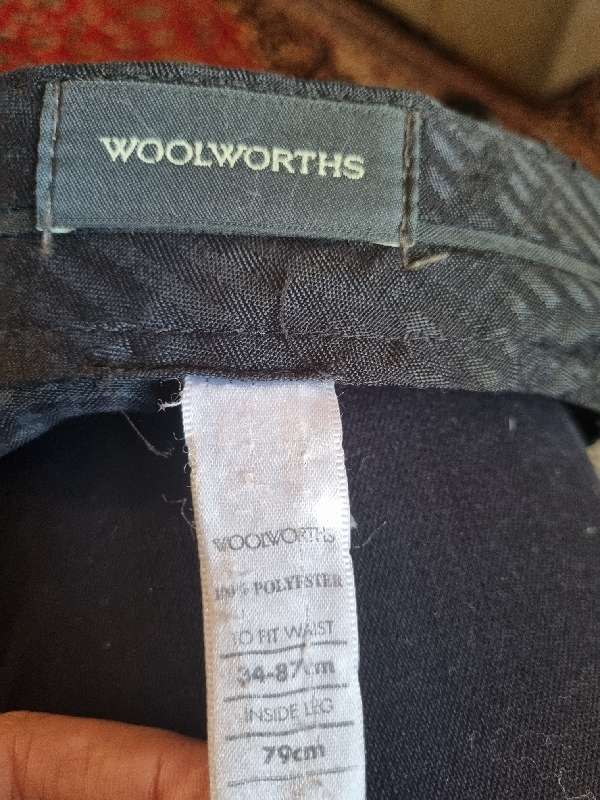 WOOLWORTHS
WOOLWORTHS
100% POLYESTER
TO FIT WAIST
34-87cm
INSIDE LEG
79cm